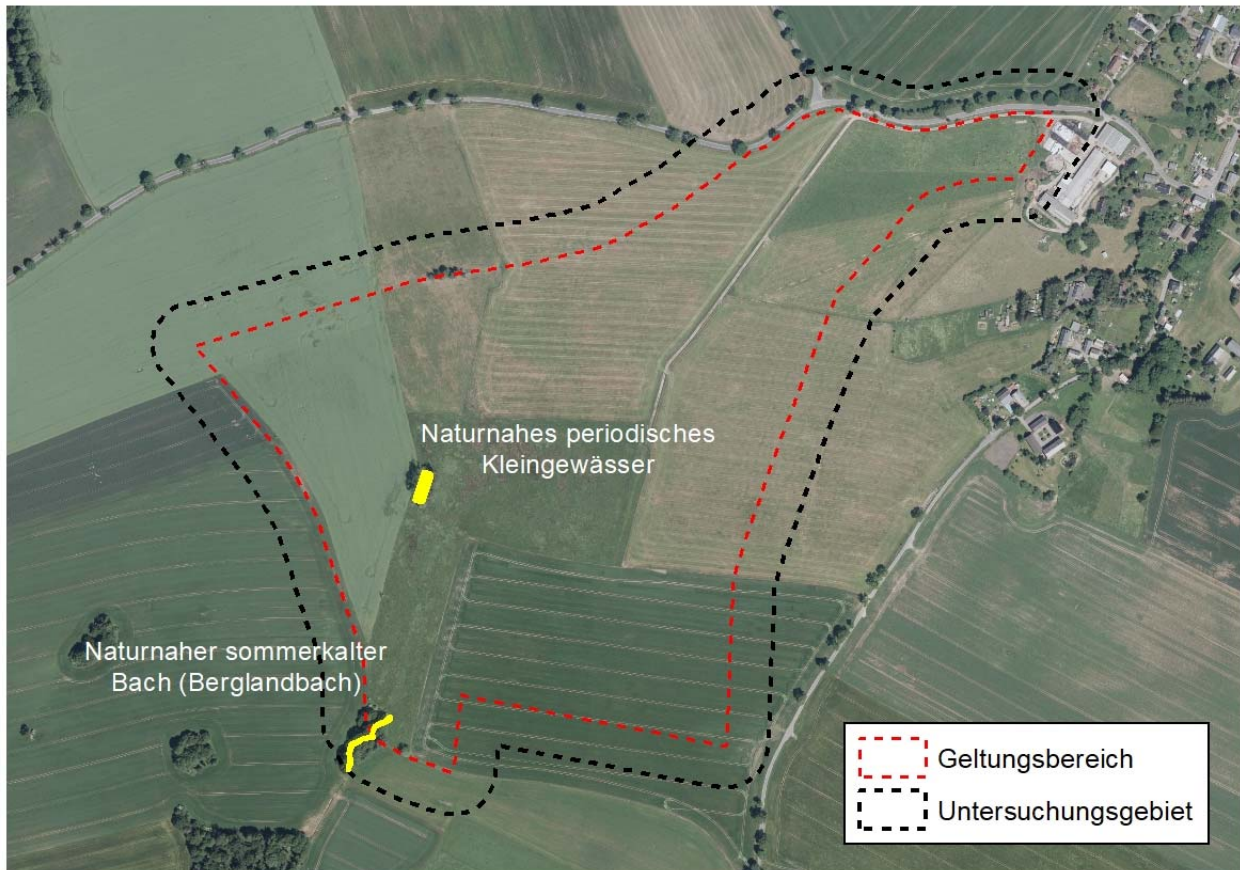 Naturnahes periodisches
Kleingewässer
Naturnaher sommerkalter
Bach (Berglandbach)
Geltungsbereich
Untersuchungsgebiet